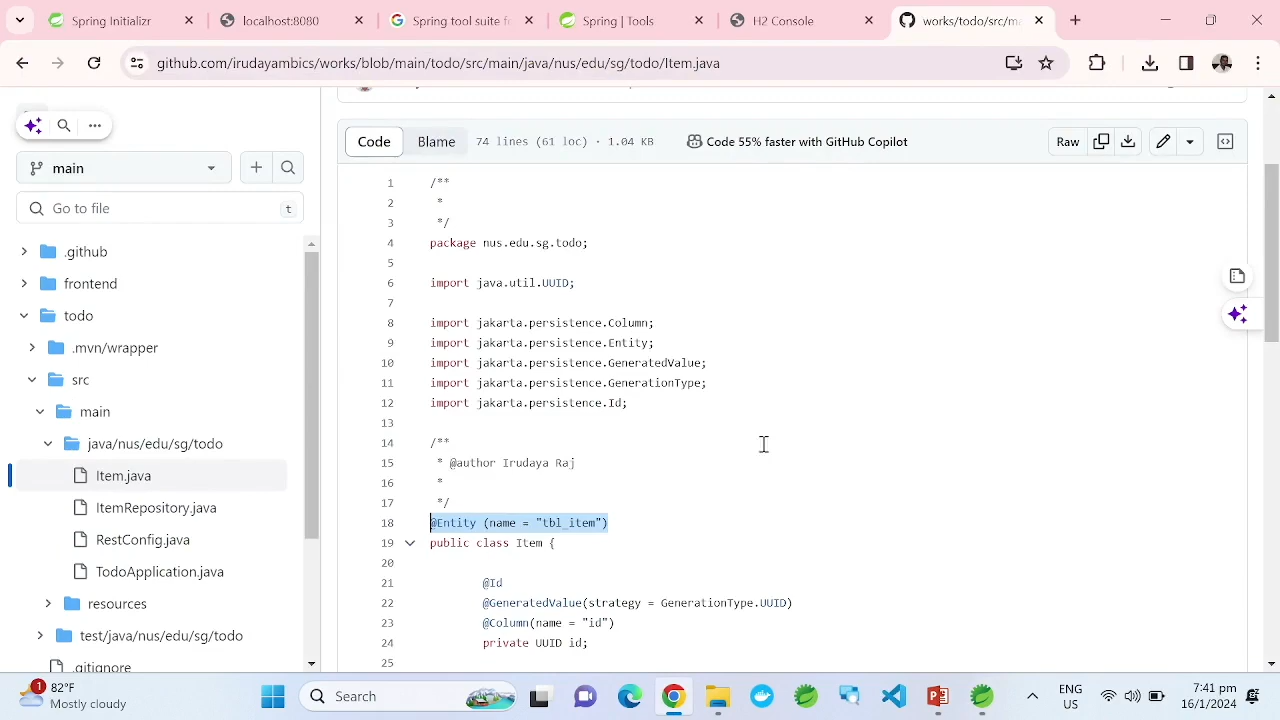 Spring Initializr
localhost:8080
Spring tool suite fo
Spring | Tools
H2 Console
works/todo/src/ma
github.com/irudayambics/works/blob/main/todo/src/main/java/nus/edu/sg/todo/Item.java
main
Go to file
t
.github
frontend
todo
.mvn/wrapper
src
main
java/nus/edu/sg/todo
Item.java
ItemRepository.java
RestConfig.java
TodoApplication.java
resources
test/java/nus/edu/sg/todo
.gitignore
Code
Blame
74 lines (61 loc) · 1.04 KB
Code 55% faster with GitHub Copilot
Raw
1 /**
2 *
3 */
4 package nus.edu.sg.todo;
5
6 import java.util.UUID;
7
8 import jakarta.persistence.Column;
9 import jakarta.persistence.Entity;
10 import jakarta.persistence.GeneratedValue;
11 import jakarta.persistence.GenerationType;
12 import jakarta.persistence.Id;
13
14 /**
15 * @author Irudaya Raj
16 *
17 */
18 @Entity (name = "tbl_item")
19 public class Item {
20
21 @Id
22 @GeneratedValue(strategy = GenerationType.UUID)
23 @Column(name = "id")
24 private UUID id;
25
1
82°F
Mostly cloudy
Search
ENG
US
7:41 pm
16/1/2024